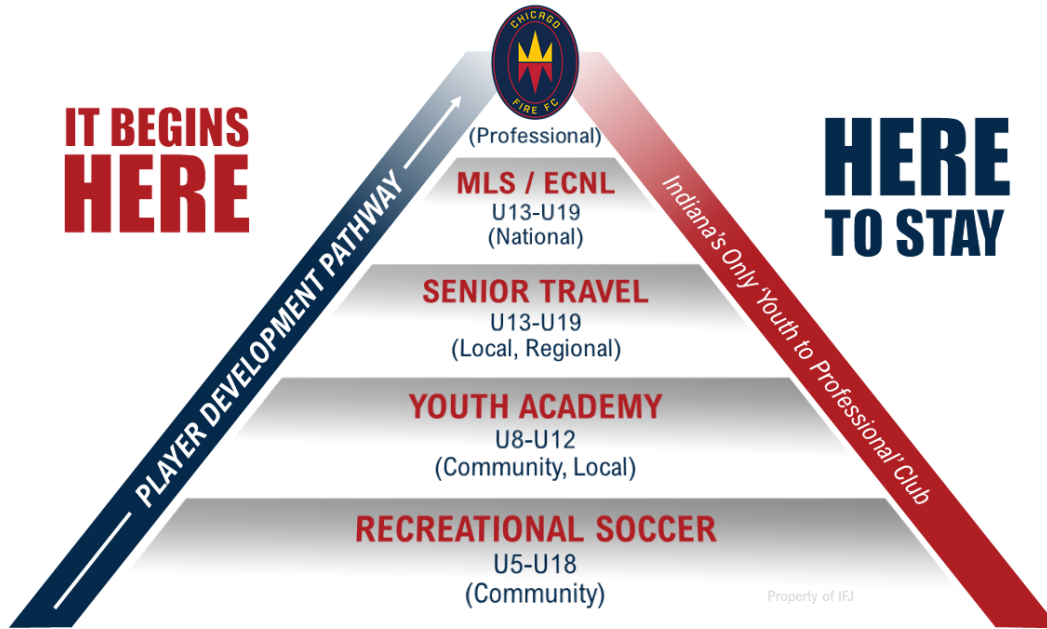 IT BEGINS
HERE
HERE
TO STAY
CHICAGO
FIRE FC
(Professional)
MLS / ECNL
U13-U19
(National)
SENIOR TRAVEL
U13-U19
(Local, Regional)
YOUTH ACADEMY
U8-U12
(Community, Local)
RECREATIONAL SOCCER
U5-U18
(Community)
PLAYER DEVELOPMENT PATHWAY
Indiana's Only 'Youth to Professional' Club
Property of IFJ